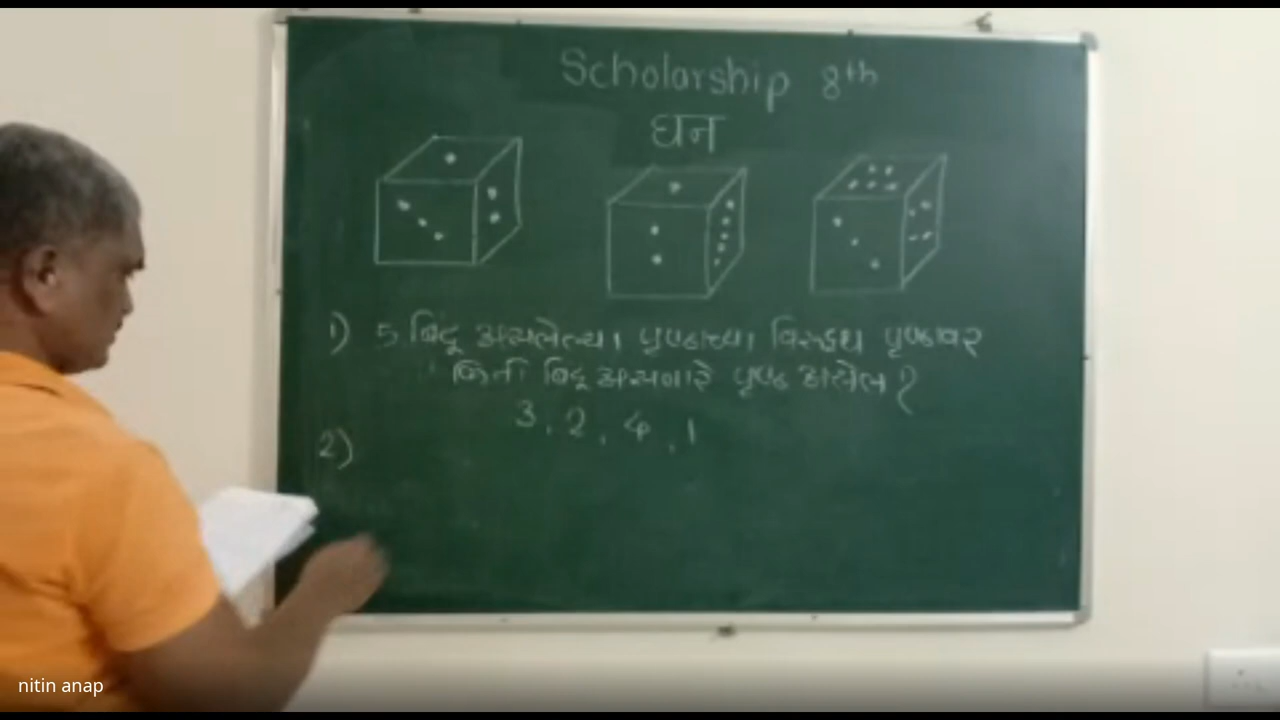 Scholarship 8th
घन
1) 5 बिंदू असलेल्या पृष्ठाच्या विरुद्ध पृष्ठावर
किती बिंदू असणारे पृष्ठ असेल?
3, 2, 4, 1
2)
nitin anap